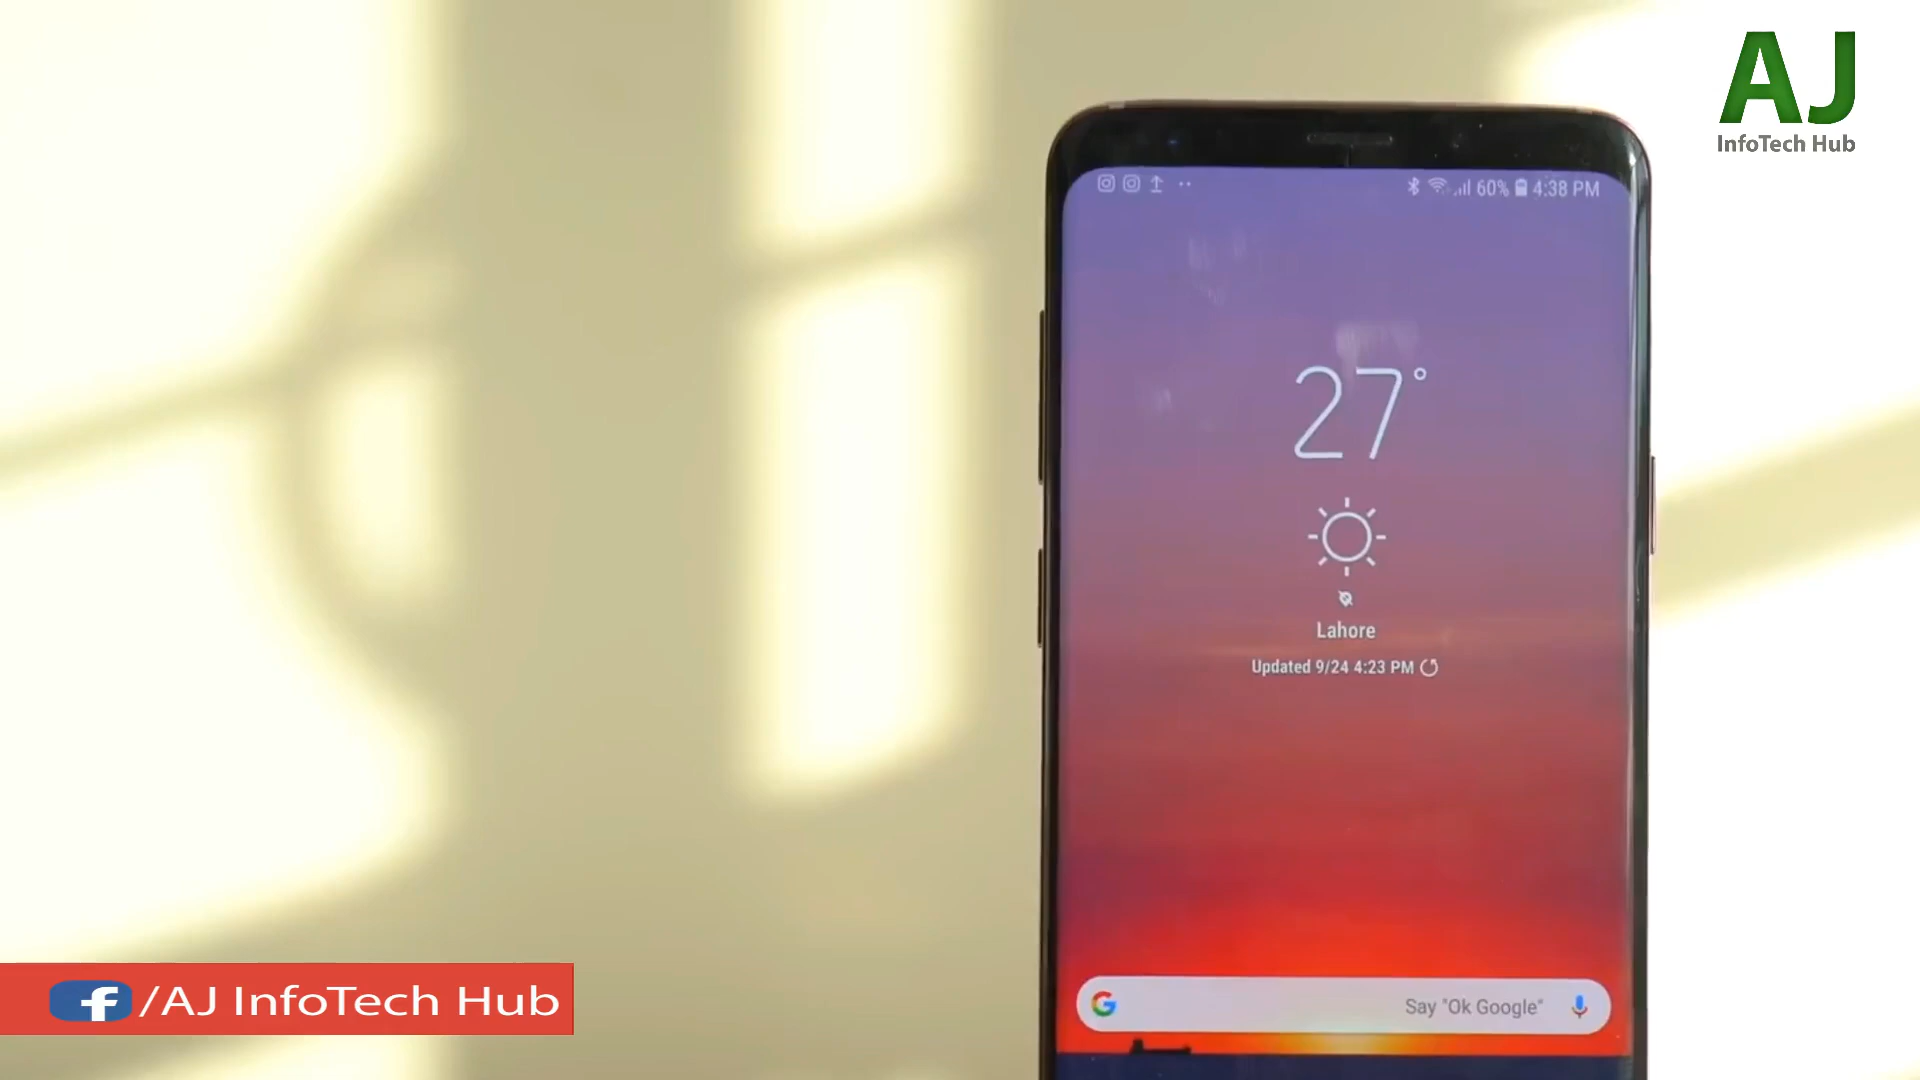 AJ
InfoTech Hub
60% 4:38 PM
27°
Lahore
Updated 9/24 4:23 PM
Say "Ok Google"
/AJ InfoTech Hub